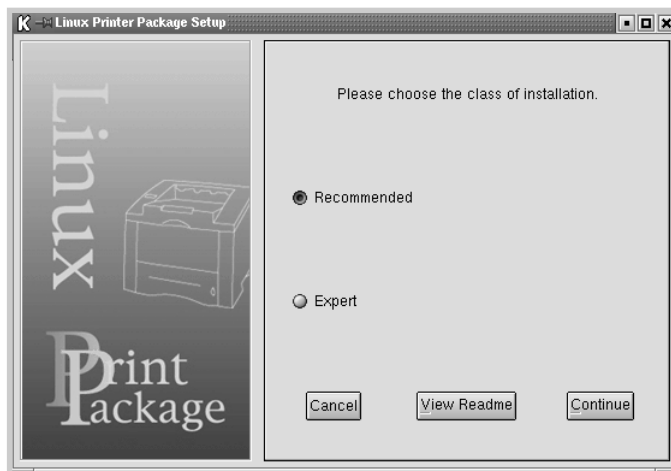 Linux Printer Package Setup
Linux
Print
Package
Please choose the class of installation.
Recommended
Expert
Cancel
View Readme
Continue